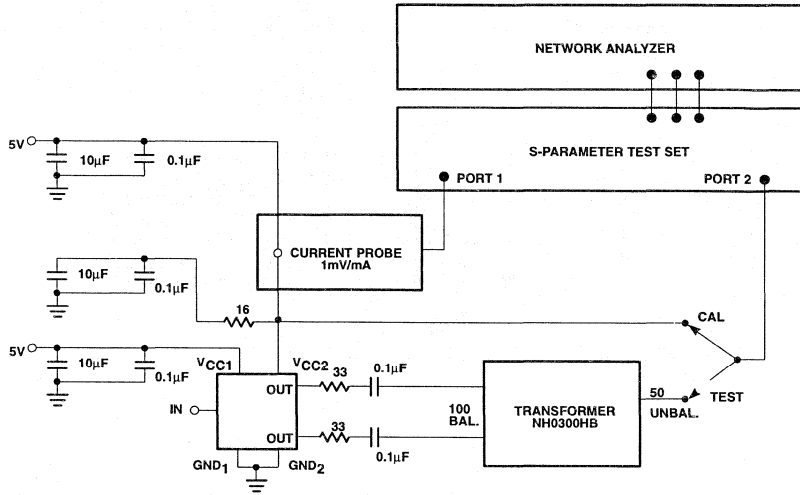 NETWORK ANALYZER
S-PARAMETER TEST SET
PORT 1
PORT 2
5V
10µF
0.1µF
CURRENT PROBE
1mV/mA
10µF
0.1µF
16
CAL
5V
10µF
0.1µF
VCC1
VCC2
33
0.1µF
OUT
IN
OUT
33
0.1µF
GND1
GND2
100
BAL.
TRANSFORMER
NH0300HB
50
UNBAL.
TEST